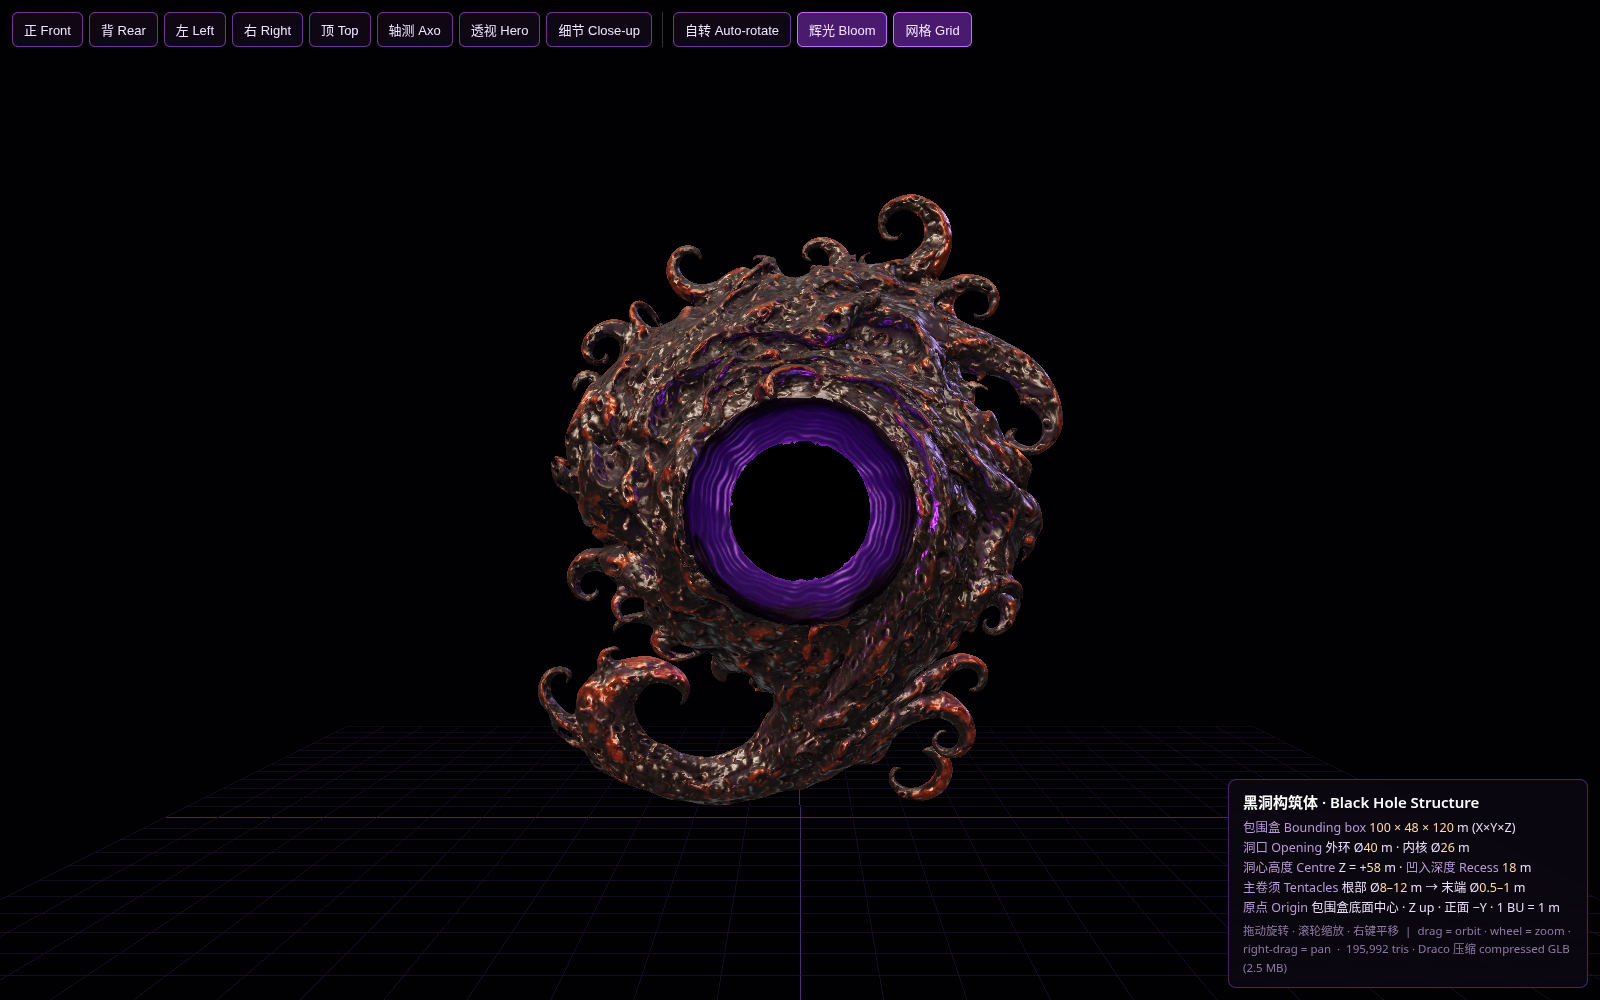 正 Front
背 Rear
左 Left
右 Right
顶 Top
轴测 Axo
透视 Hero
细节 Close-up
自转 Auto-rotate
辉光 Bloom
网格 Grid
黑洞构筑体 · Black Hole Structure
包围盒 Bounding box 100 × 48 × 120 m (X×Y×Z)
洞口 Opening 外环 Ø40 m · 内核 Ø26 m
洞心高度 Centre Z = +58 m · 凹入深度 Recess 18 m
主卷须 Tentacles 根部 Ø8–12 m → 末端 Ø0.5–1 m
原点 Origin 包围盒底面中心 · Z up · 正面 −Y · 1 BU = 1 m
拖动旋转 · 滚轮缩放 · 右键平移 | drag = orbit · wheel = zoom ·
right-drag = pan · 195,992 tris · Draco 压缩 compressed GLB
(2.5 MB)